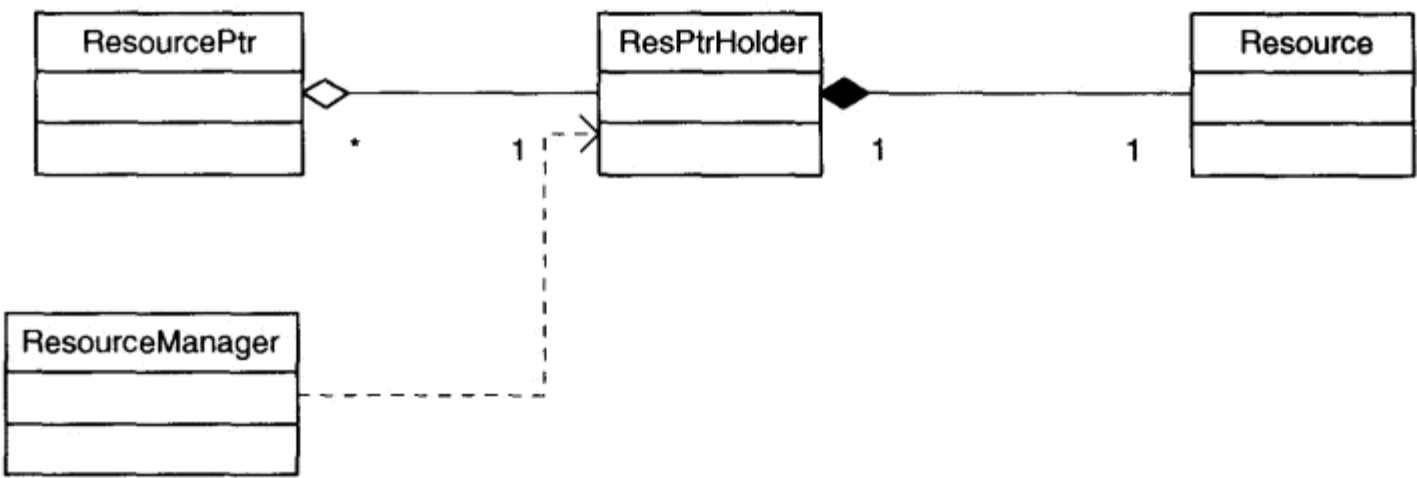 ResourcePtr
ResPtrHolder
Resource
*
1
1
1
ResourceManager